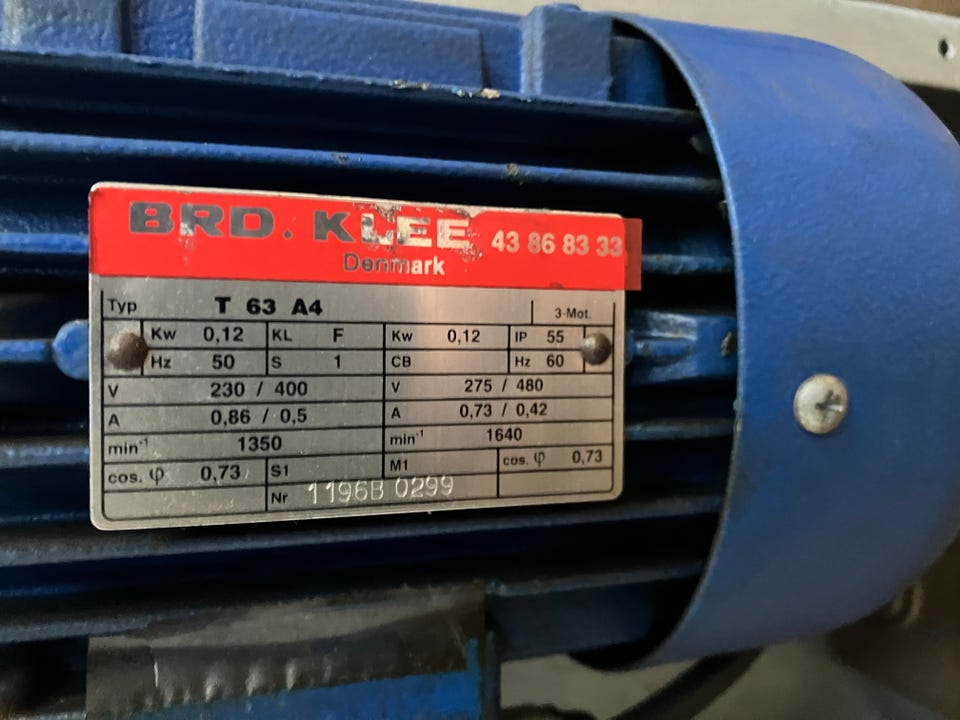 BRD. KLEE 43 86 83 33
Denmark
Typ T 63 A4 3-Mot.
Kw 0,12 KL F Kw 0,12 IP 55
Hz 50 S 1 CB Hz 60
V 230 / 400 V 275 / 480
A 0,86 / 0,5 A 0,73 / 0,42
min-1 1350 min-1 1640
cos. φ 0,73 S1 M1 cos. φ 0,73
Nr 1196B 0299